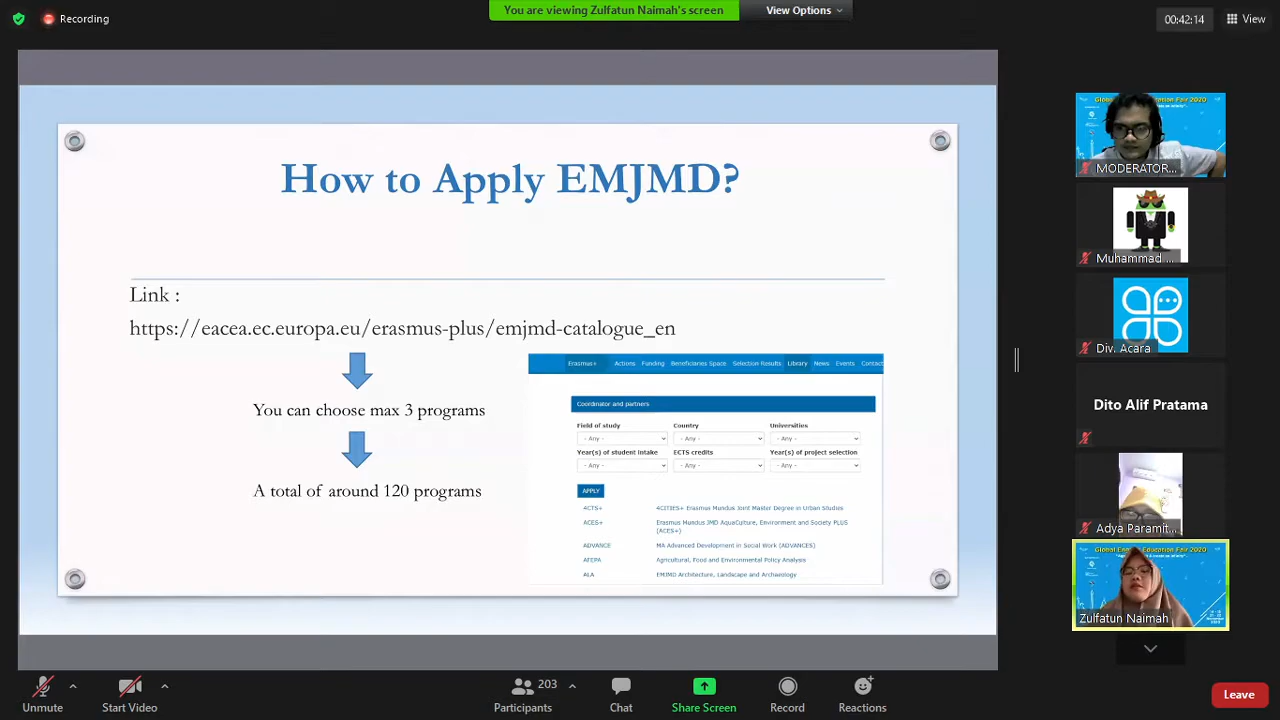 Recording
You are viewing Zulfatun Naimah's screen
View Options
00:42:14
View
How to Apply EMJMD?
Link :
https://eacea.ec.europa.eu/erasmus-plus/emjmd-catalogue_en
You can choose max 3 programs
A total of around 120 programs
Erasmus+ Actions Funding Beneficiaries Space Selection Results Library News Events Contact
Coordinator and partners
Field of study Country Universities
- Any - - Any - - Any -
Year(s) of student intake ECTS credits Year(s) of project selection
- Any - - Any - - Any -
APPLY
4CTS+ 4CITIES+ Erasmus Mundus Joint Master Degree in Urban Studies
ACES+ Erasmus Mundus JMD AquaCulture, Environment and Society PLUS
(ACES+)
ADVANCE MA Advanced Development in Social Work (ADVANCES)
AFEPA Agricultural, Food and Environmental Policy Analysis
ALA EMJMD Architecture, Landscape and Archaeology
MODERATOR...
Muhammad ...
Div. Acara
Dito Alif Pratama
Adya Paramit...
Zulfatun Naimah
Unmute
Start Video
203
Participants
Chat
Share Screen
Record
Reactions
Leave